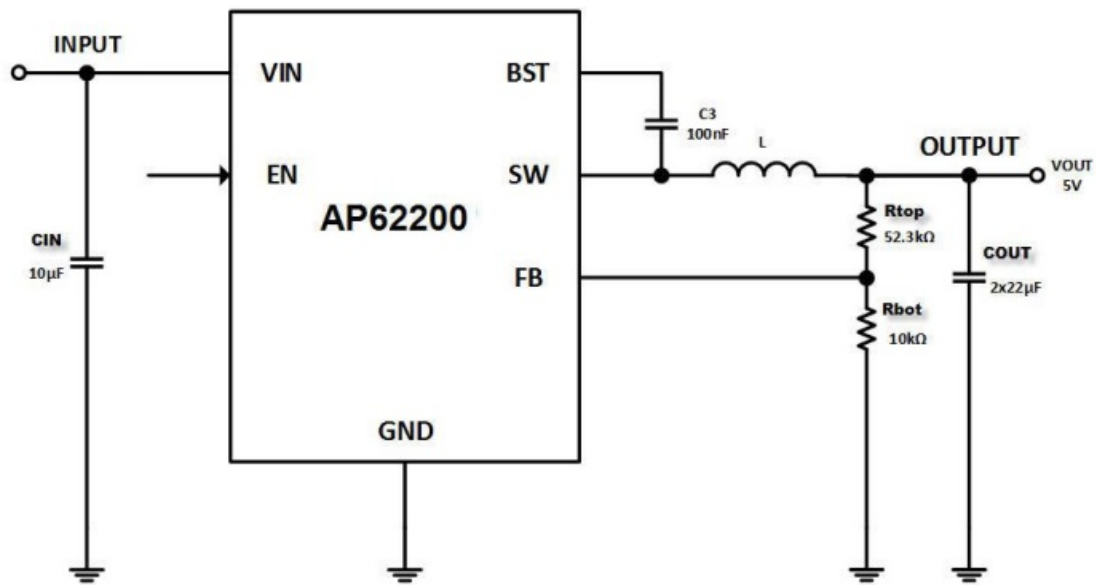 INPUT
VIN
BST
C3
100nF
L
OUTPUT
VOUT
5V
EN
SW
AP62200
Rtop
52.3kΩ
CIN
10µF
FB
COUT
2x22µF
Rbot
10kΩ
GND